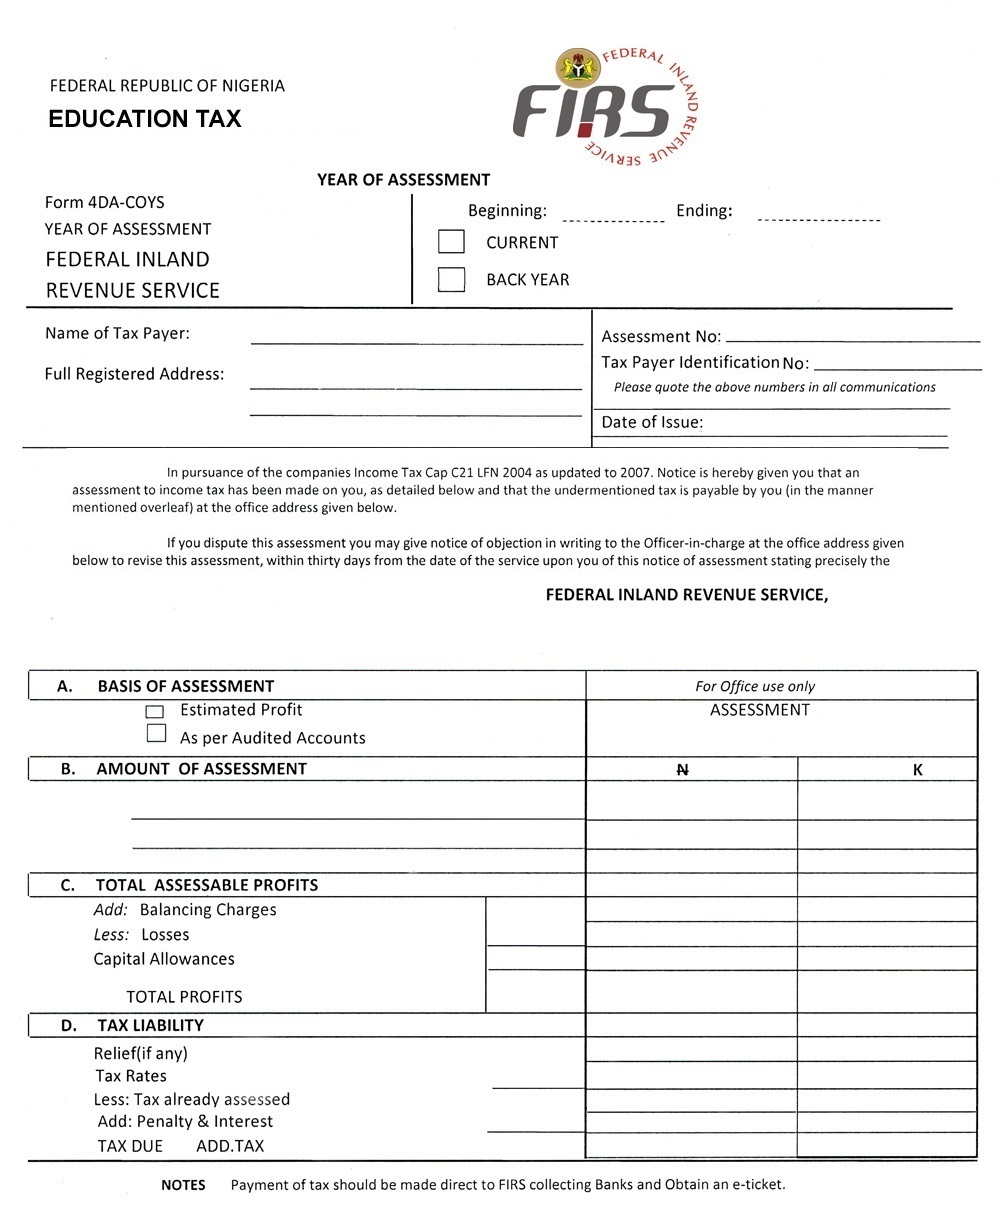 FEDERAL REPUBLIC OF NIGERIA
EDUCATION TAX
FIRS
FEDERAL INLAND REVENUE SERVICE
YEAR OF ASSESSMENT
Form 4DA-COYS
YEAR OF ASSESSMENT
FEDERAL INLAND
REVENUE SERVICE
Beginning: Ending:
CURRENT
BACK YEAR
Name of Tax Payer:
Full Registered Address:
Assessment No:
Tax Payer Identification No:
Please quote the above numbers in all communications
Date of Issue:
In pursuance of the companies Income Tax Cap C21 LFN 2004 as updated to 2007. Notice is hereby given you that an
assessment to income tax has been made on you, as detailed below and that the undermentioned tax is payable by you (in the manner
mentioned overleaf) at the office address given below.
If you dispute this assessment you may give notice of objection in writing to the Officer-in-charge at the office address given
below to revise this assessment, within thirty days from the date of the service upon you of this notice of assessment stating precisely the
FEDERAL INLAND REVENUE SERVICE,
A. BASIS OF ASSESSMENT For Office use only
Estimated Profit ASSESSMENT
As per Audited Accounts
B. AMOUNT OF ASSESSMENT ₦ K
C. TOTAL ASSESSABLE PROFITS
Add: Balancing Charges
Less: Losses
Capital Allowances
TOTAL PROFITS
D. TAX LIABILITY
Relief(if any)
Tax Rates
Less: Tax already assessed
Add: Penalty & Interest
TAX DUE ADD.TAX
NOTES Payment of tax should be made direct to FIRS collecting Banks and Obtain an e-ticket.